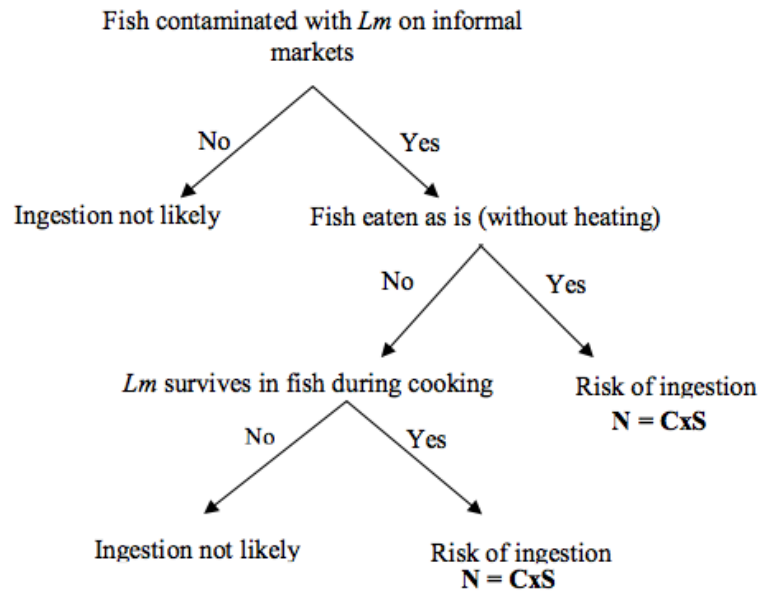 Fish contaminated with Lm on informal
markets
No
Yes
Ingestion not likely
Fish eaten as is (without heating)
No
Yes
Lm survives in fish during cooking
Risk of ingestion
N = CxS
No
Yes
Ingestion not likely
Risk of ingestion
N = CxS